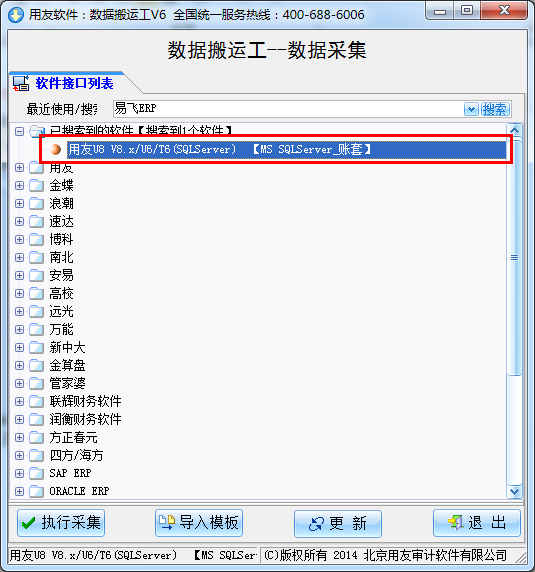 用友软件：数据搬运工V6 全国统一服务热线：400-688-6006
数据搬运工--数据采集
软件接口列表
最近使用/搜 易飞ERP 搜索
已搜索到的软件【搜索到1个软件】
用友U8 V8.x/U6/T6(SQLServer) 【MS SQLServer_账套】
用友
金蝶
浪潮
速达
博科
南北
安易
高校
远光
万能
新中大
金算盘
管家婆
联辉财务软件
润衡财务软件
方正春元
四方/海方
SAP ERP
ORACLE ERP
执行采集 导入模板 更 新 退 出
用友U8 V8.x/U6/T6(SQLServer) 【MS SQLSer (C)版权所有 2014 北京用友审计软件有限公司